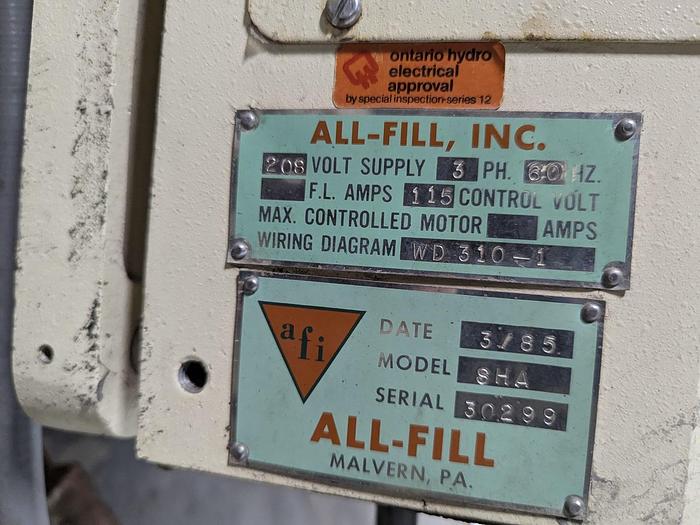 ontario hydro
electrical
approval
by special inspection-series 12
ALL-FILL, INC.
208 VOLT SUPPLY 3 PH. 60 HZ.
F.L. AMPS 115 CONTROL VOLT
MAX. CONTROLLED MOTOR AMPS
WIRING DIAGRAM WD 310-1
afi
DATE 3/85
MODEL SHA
SERIAL 30299
ALL-FILL
MALVERN, PA.